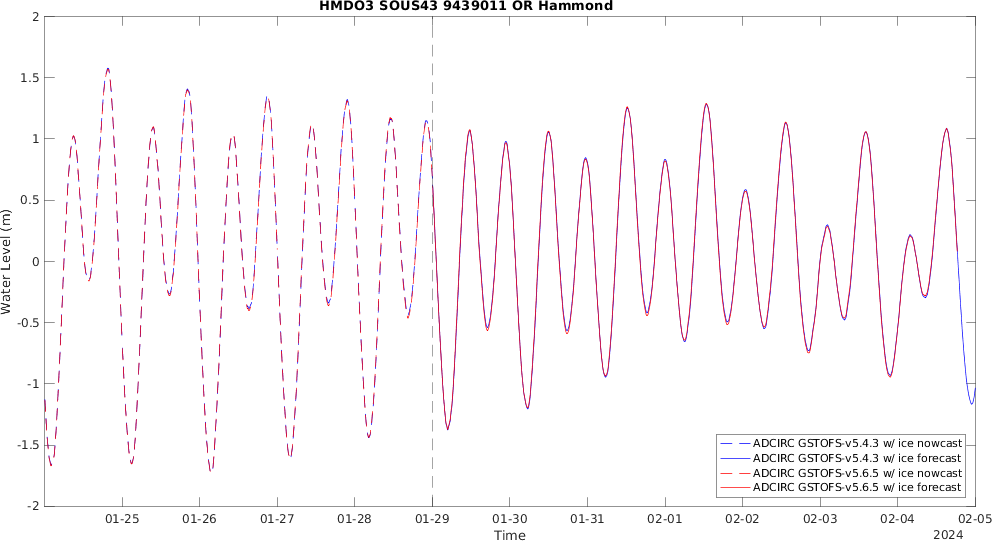 HMDO3 SOUS43 9439011 OR Hammond
2
1.5
1
0.5
0
-0.5
-1
-1.5
-2
Water Level (m)
ADCIRC GSTOFS-v5.4.3 w/ ice nowcast
ADCIRC GSTOFS-v5.4.3 w/ ice forecast
ADCIRC GSTOFS-v5.6.5 w/ ice nowcast
ADCIRC GSTOFS-v5.6.5 w/ ice forecast
01-25 01-26 01-27 01-28 01-29 01-30 01-31 02-01 02-02 02-03 02-04 02-05
Time
2024